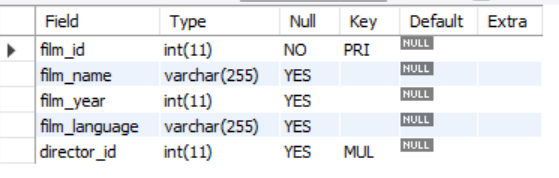 Field Type Null Key Default Extra
film_id int(11) NO PRI NULL
film_name varchar(255) YES NULL
film_year int(11) YES NULL
film_language varchar(255) YES NULL
director_id int(11) YES MUL NULL